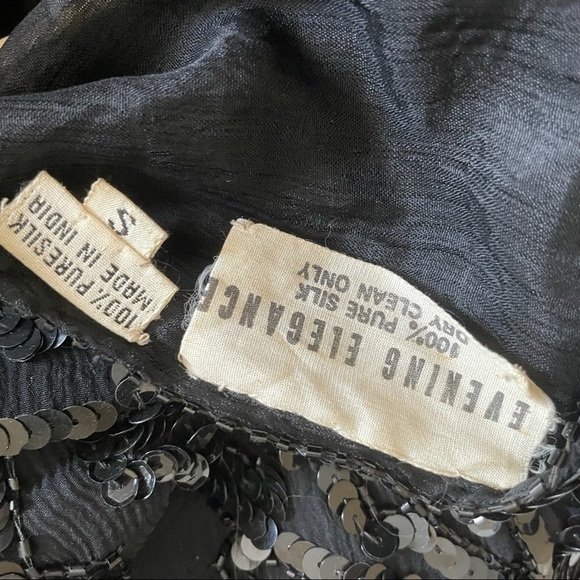 S
100% PURE SILK
MADE IN INDIA
EVENING ELEGANCE
100% PURE SILK
DRY CLEAN ONLY